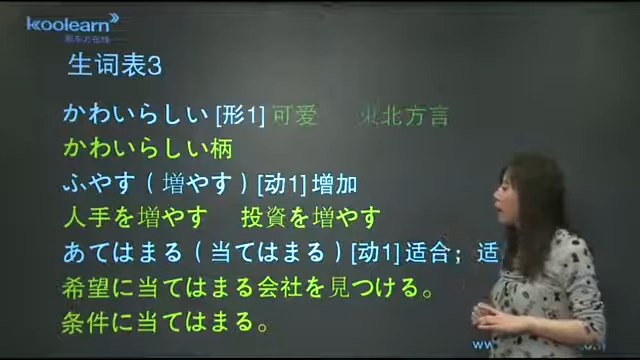 koolearn
新东方在线
生词表3
かわいらしい [形1] 可爱 東北方言
かわいらしい柄
ふやす（増やす）[动1] 增加
人手を増やす 投資を増やす
あてはまる（当てはまる）[动1] 适合；适
希望に当てはまる会社を見つける。
条件に当てはまる。